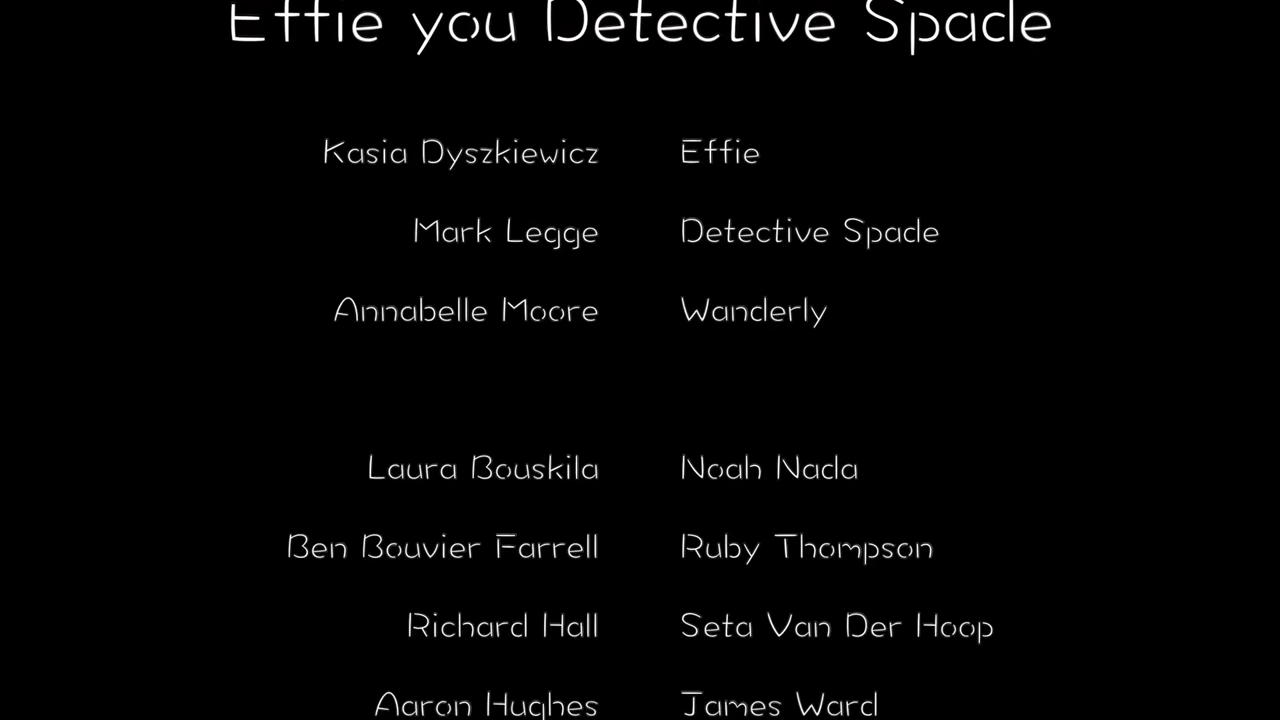 Effie you Detective Spade
Kasia Dyszkiewicz Effie
Mark Legge Detective Spade
Annabelle Moore Wanderly
Laura Bouskila Noah Nada
Ben Bouvier Farrell Ruby Thompson
Richard Hall Seta Van Der Hoop
Aaron Hughes James Ward